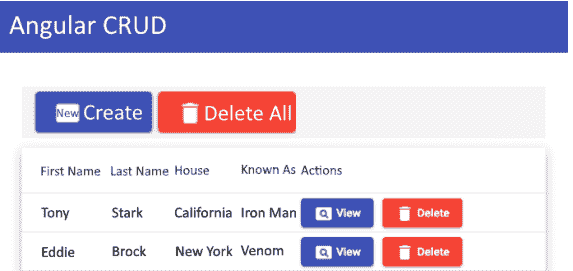 Angular CRUD
New Create Delete All
First Name Last Name House Known As Actions
Tony Stark California Iron Man View Delete
Eddie Brock New York Venom View Delete